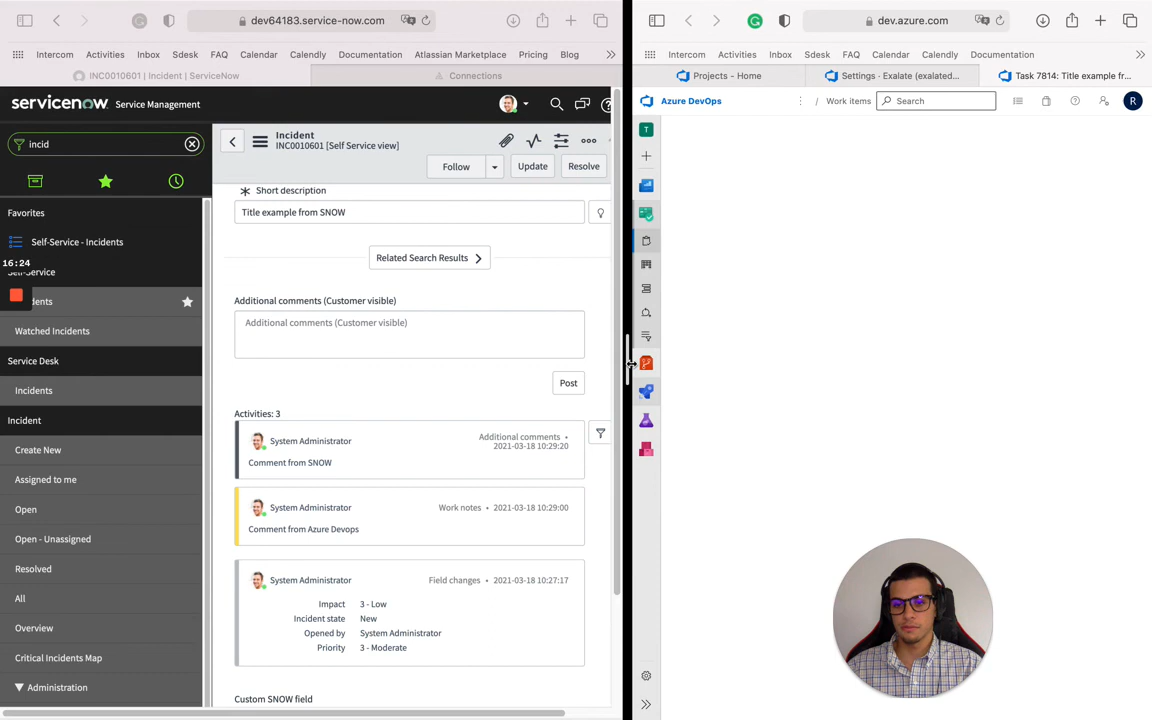 dev64183.service-now.com
Intercom Activities Inbox Sdesk FAQ Calendar Calendly Documentation Atlassian Marketplace Pricing Blog
INC0010601 | Incident | ServiceNow
Connections
servicenow Service Management
incid
Favorites
Self-Service - Incidents
16:24
Self-Service
dents
Watched Incidents
Service Desk
Incidents
Incident
Create New
Assigned to me
Open
Open - Unassigned
Resolved
All
Overview
Critical Incidents Map
Administration
Incident
INC0010601 [Self Service view]
Follow
Update
Resolve
Short description
Title example from SNOW
Related Search Results
Additional comments (Customer visible)
Additional comments (Customer visible)
Post
Activities: 3
System Administrator
Additional comments •
2021-03-18 10:29:20
Comment from SNOW
System Administrator
Work notes • 2021-03-18 10:29:00
Comment from Azure Devops
System Administrator
Field changes • 2021-03-18 10:27:17
Impact 3 - Low
Incident state New
Opened by System Administrator
Priority 3 - Moderate
Custom SNOW field
dev.azure.com
Intercom Activities Inbox Sdesk FAQ Calendar Calendly Documentation
Projects - Home
Settings · Exalate (exalated...
Task 7814: Title example fr...
Azure DevOps
/ Work items
Search
R
T